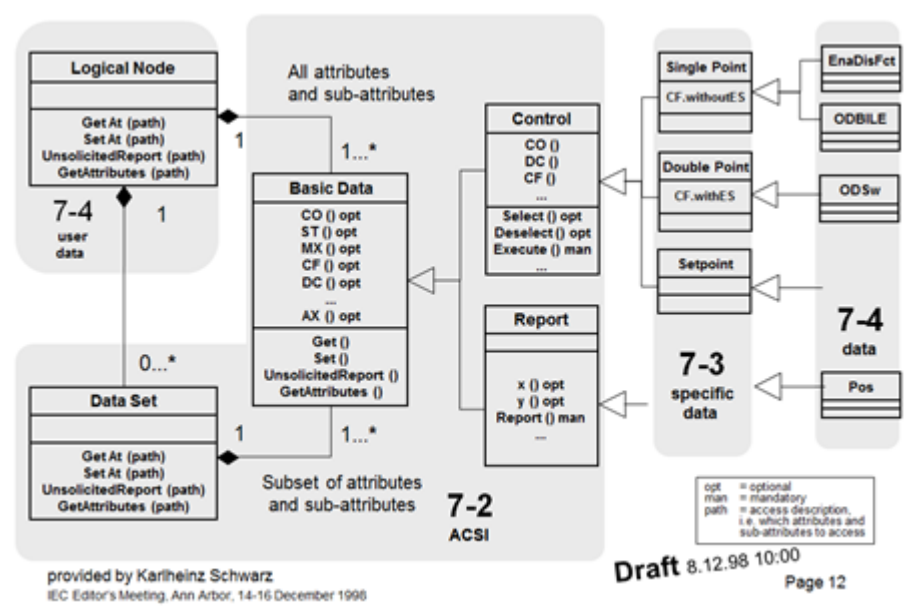 Logical Node
Get At (path)
Set At (path)
UnsolicitedReport (path)
GetAttributes (path)
7-4
user
data
1
1
All attributes
and sub-attributes
1...*
Basic Data
CO () opt
ST () opt
MX () opt
CF () opt
DC () opt
...
AX () opt
Get ()
Set ()
UnsolicitedReport ()
GetAttributes ()
0...*
Data Set
Get At (path)
Set At (path)
UnsolicitedReport (path)
GetAttributes (path)
1
1...*
Subset of attributes
and sub-attributes
7-2
ACSI
Control
CO ()
DC ()
CF ()
...
Select () opt
Deselect () opt
Execute () man
...
Report
x () opt
y () opt
Report () man
...
Single Point
CF.withoutES
Double Point
CF.withES
Setpoint
7-3
specific
data
EnaDisFct
ODBILE
ODSw
7-4
data
Pos
opt = optional
man = mandatory
path = access description,
i.e. which attributes and
sub-attributes to access
Draft 8.12.98 10:00
Page 12
provided by Karlheinz Schwarz
IEC Editor's Meeting, Ann Arbor, 14-16 December 1998